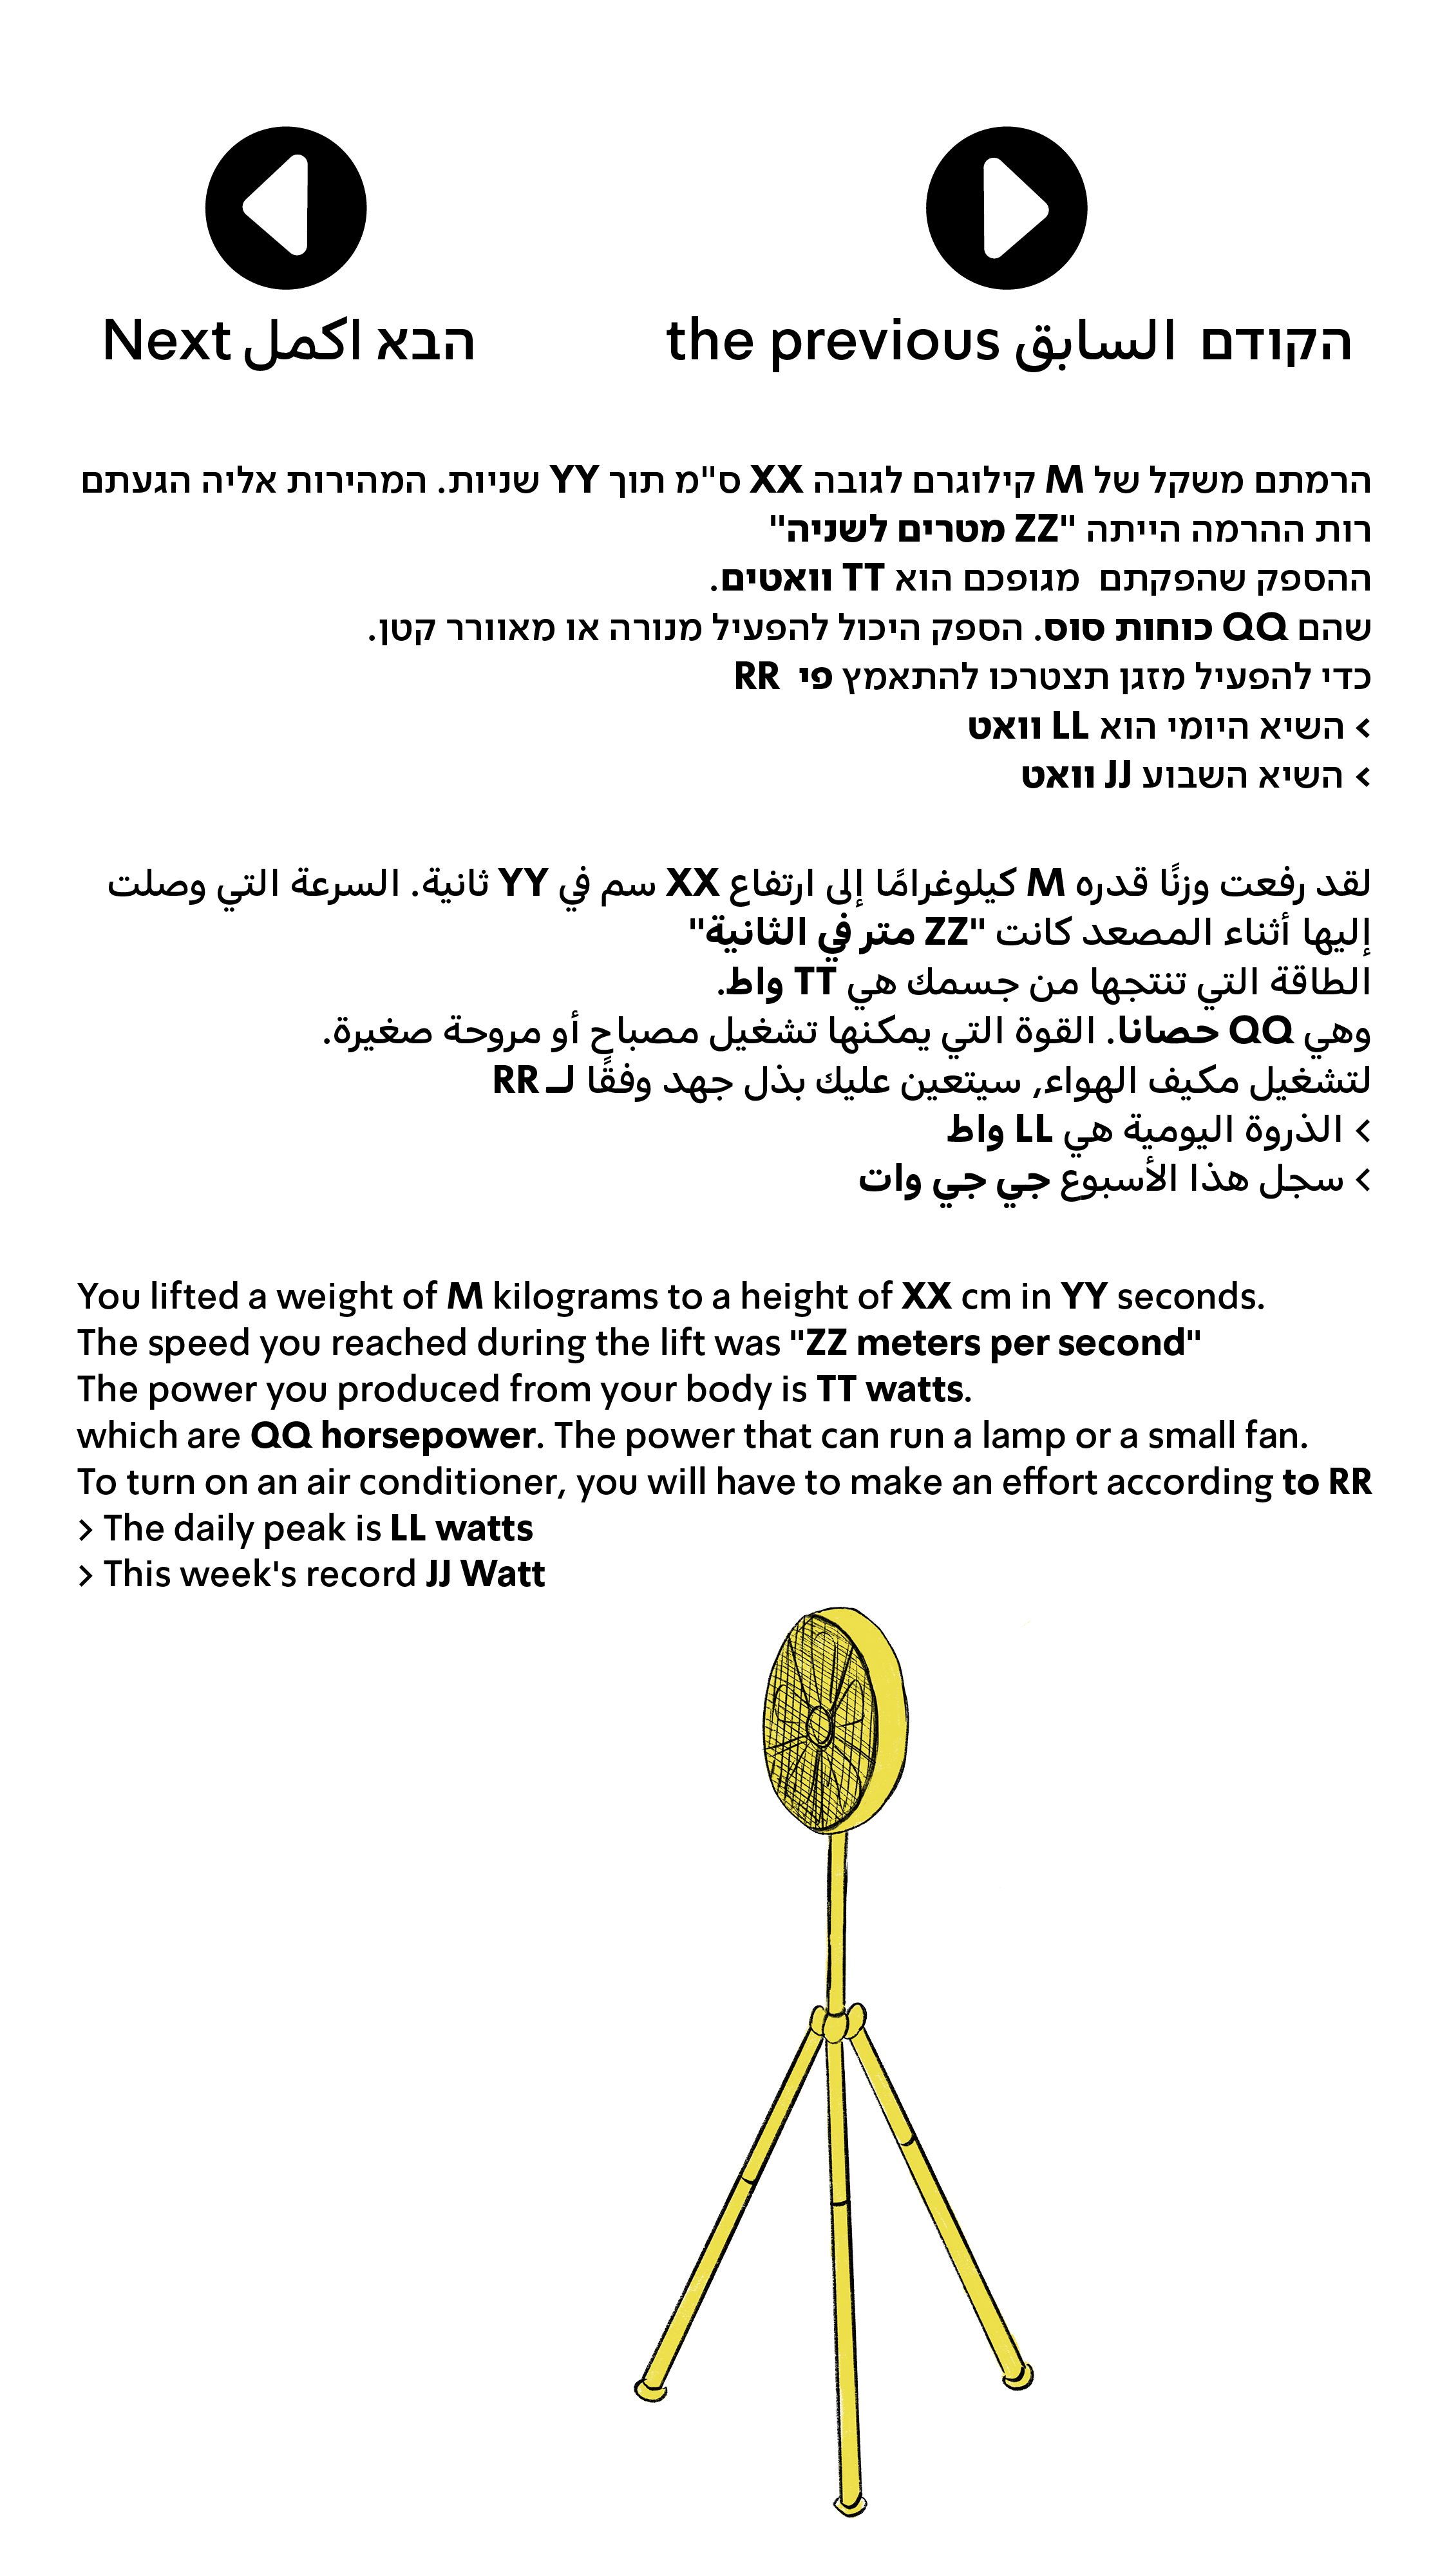 הבא اكمل Next
הקודם السابق the previous
הרמתם משקל של M קילוגרם לגובה XX ס"מ תוך YY שניות. המהירות אליה הגעתם
רות ההרמה הייתה "ZZ מטרים לשניה"
ההספק שהפקתם מגופכם הוא TT וואטים.
שהם QQ כוחות סוס. הספק היכול להפעיל מנורה או מאוורר קטן.
כדי להפעיל מזגן תצטרכו להתאמץ פי RR
> השיא היומי הוא LL וואט
> השיא השבוע JJ וואט
لقد رفعت وزنًا قدره M كيلوغرامًا إلى ارتفاع XX سم في YY ثانية. السرعة التي وصلت
إليها أثناء المصعد كانت "ZZ متر في الثانية"
الطاقة التي تنتجها من جسمك هي TT واط.
وهي QQ حصانا. القوة التي يمكنها تشغيل مصباح أو مروحة صغيرة.
لتشغيل مكيف الهواء, سيتعين عليك بذل جهد وفقًا لـ RR
> الذروة اليومية هي LL واط
> سجل هذا الأسبوع جي جي وات
You lifted a weight of M kilograms to a height of XX cm in YY seconds.
The speed you reached during the lift was "ZZ meters per second"
The power you produced from your body is TT watts.
which are QQ horsepower. The power that can run a lamp or a small fan.
To turn on an air conditioner, you will have to make an effort according to RR
> The daily peak is LL watts
> This week's record JJ Watt